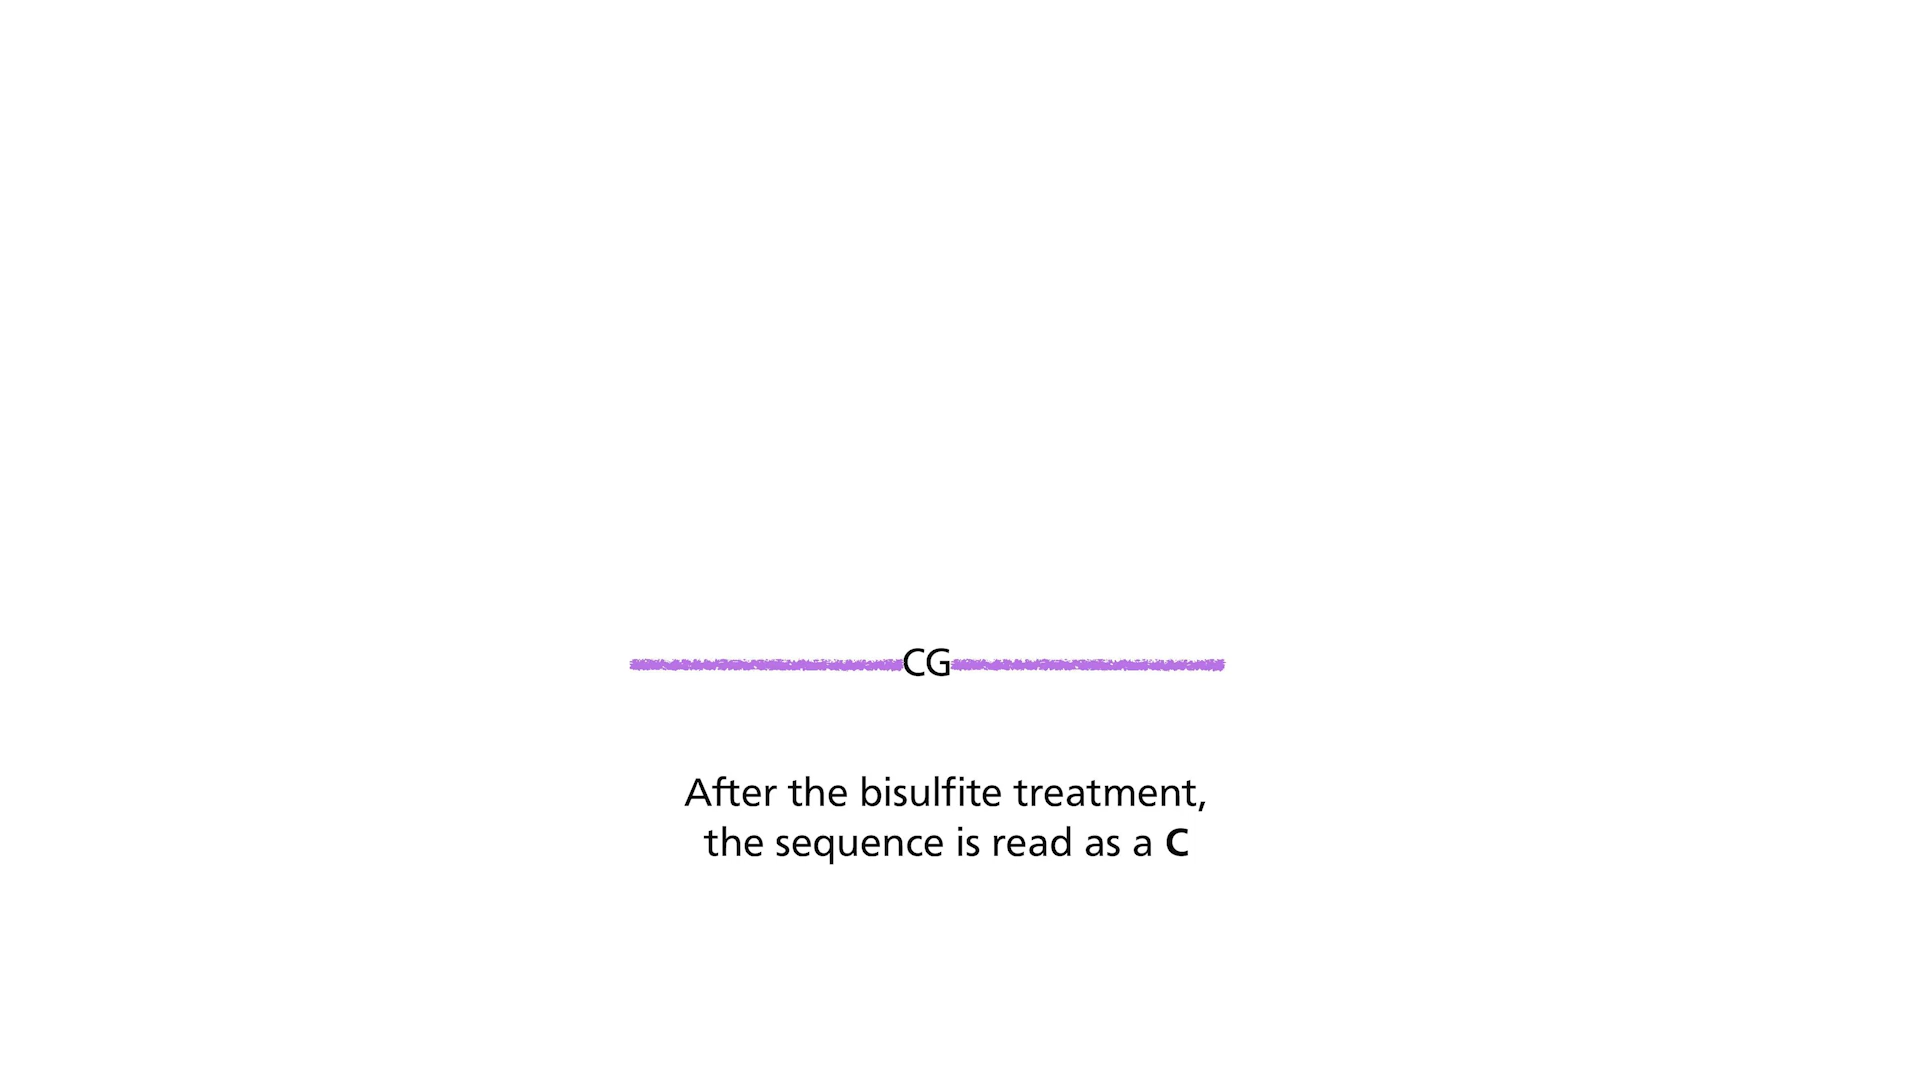 CG
After the bisulfite treatment,
the sequence is read as a C